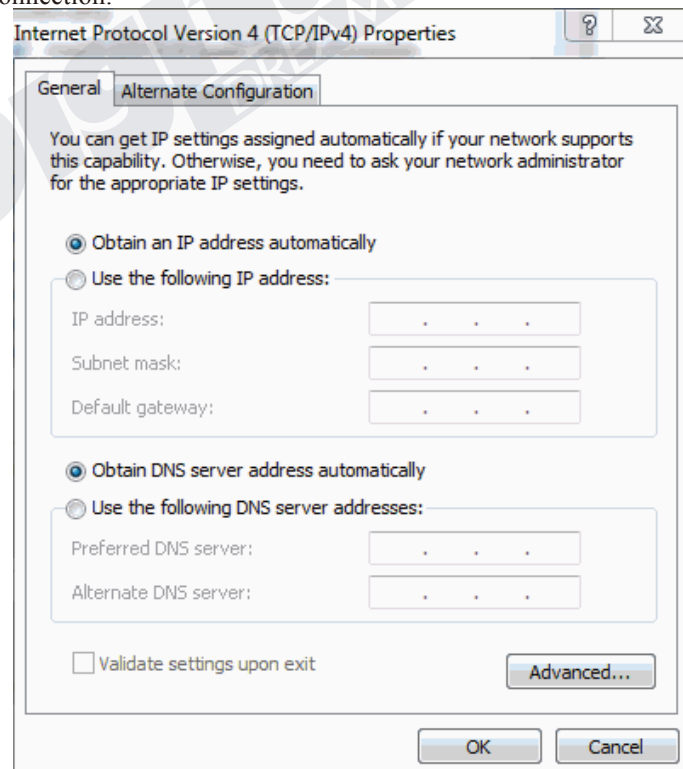 onnection.
Internet Protocol Version 4 (TCP/IPv4) Properties
General
Alternate Configuration
You can get IP settings assigned automatically if your network supports
this capability. Otherwise, you need to ask your network administrator
for the appropriate IP settings.
Obtain an IP address automatically
Use the following IP address:
IP address:
Subnet mask:
Default gateway:
Obtain DNS server address automatically
Use the following DNS server addresses:
Preferred DNS server:
Alternate DNS server:
Validate settings upon exit
Advanced...
OK
Cancel